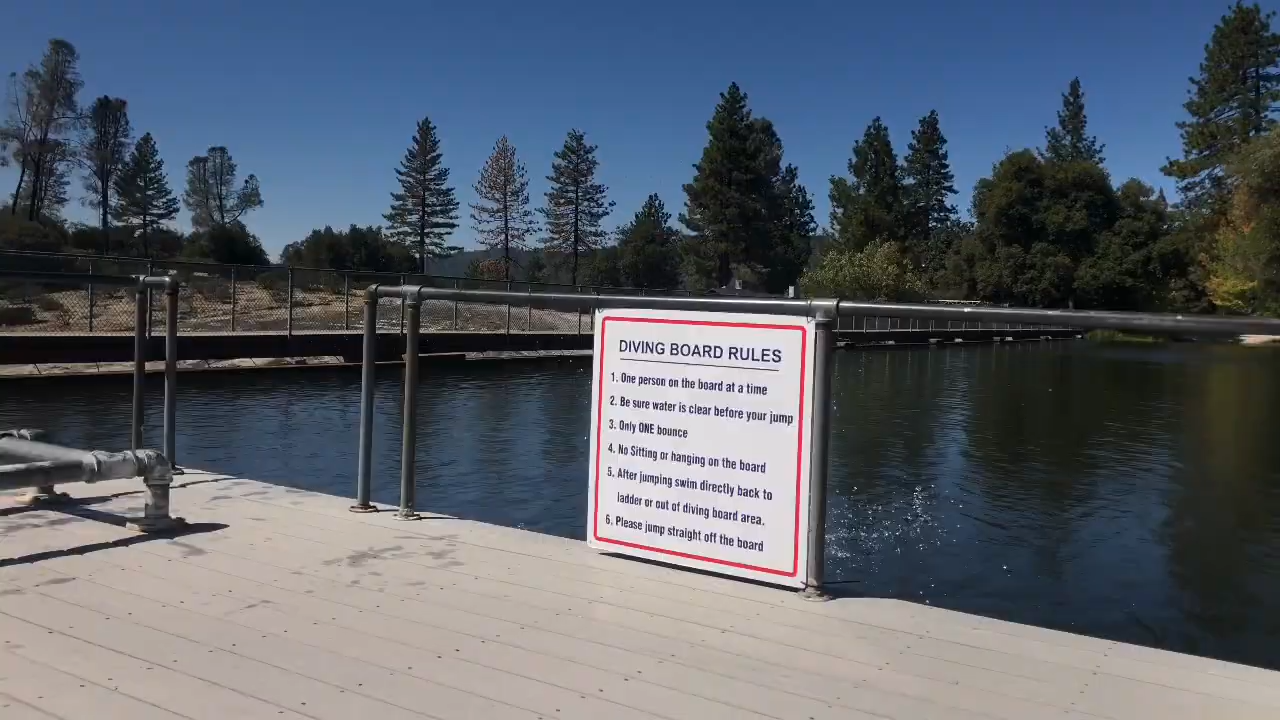 DIVING BOARD RULES
1. One person on the board at a time
2. Be sure water is clear before your jump
3. Only ONE bounce
4. No Sitting or hanging on the board
5. After jumping swim directly back to
ladder or out of diving board area.
6. Please jump straight off the board